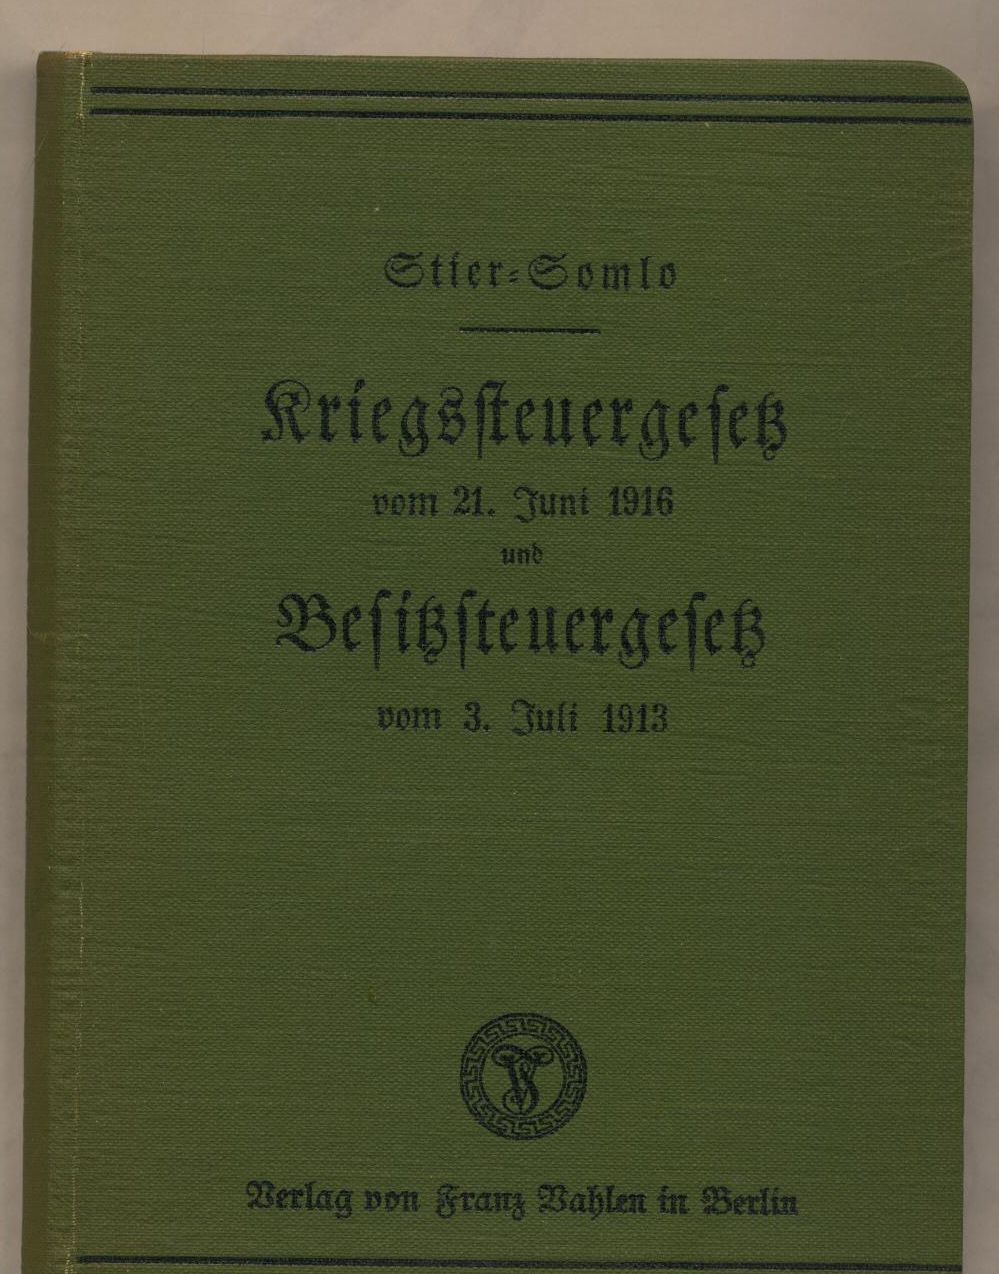 Stier-Somlo
Kriegssteuergesetz
vom 21. Juni 1916
und
Besitzsteuergesetz
vom 3. Juli 1913
Verlag von Franz Vahlen in Berlin